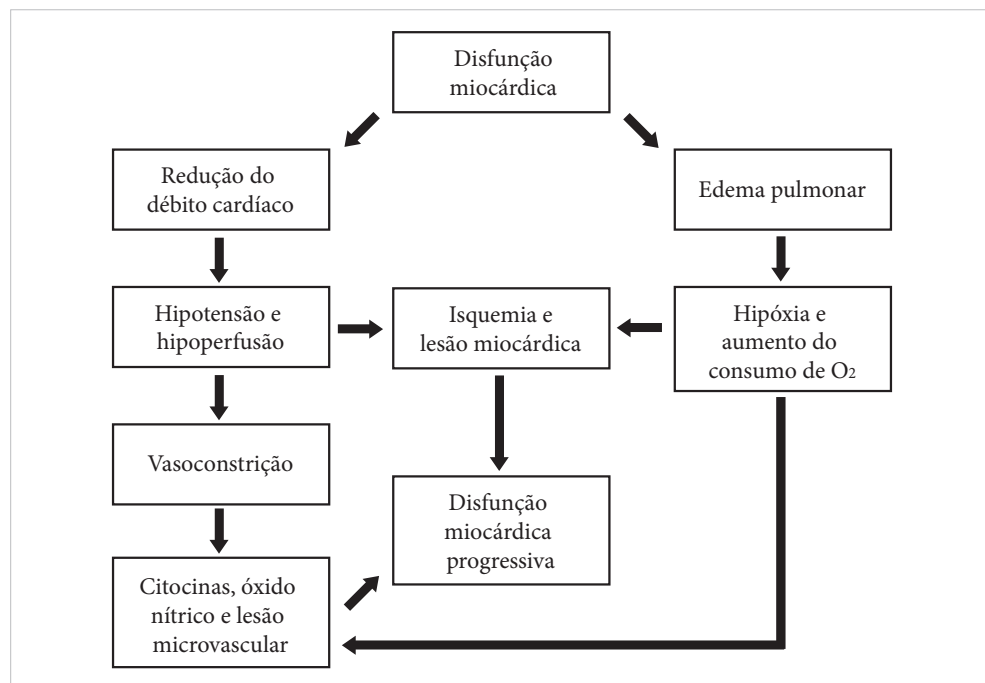 Disfunção
miocárdica
Redução do
débito cardíaco
Edema pulmonar
Hipotensão e
hipoperfusão
Isquemia e
lesão miocárdica
Hipóxia e
aumento do
consumo de O2
Vasoconstrição
Disfunção
miocárdica
progressiva
Citocinas, óxido
nítrico e lesão
microvascular